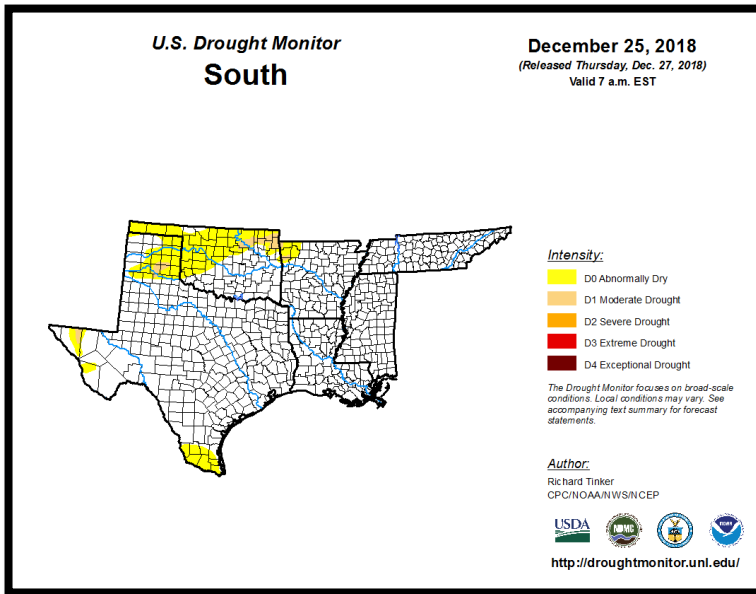 U.S. Drought Monitor
South
December 25, 2018
(Released Thursday, Dec. 27, 2018)
Valid 7 a.m. EST
Intensity:
D0 Abnormally Dry
D1 Moderate Drought
D2 Severe Drought
D3 Extreme Drought
D4 Exceptional Drought
The Drought Monitor focuses on broad-scale
conditions. Local conditions may vary. See
accompanying text summary for forecast
statements.
Author:
Richard Tinker
CPC/NOAA/NWS/NCEP
USDA
NDMC
NOAA
http://droughtmonitor.unl.edu/